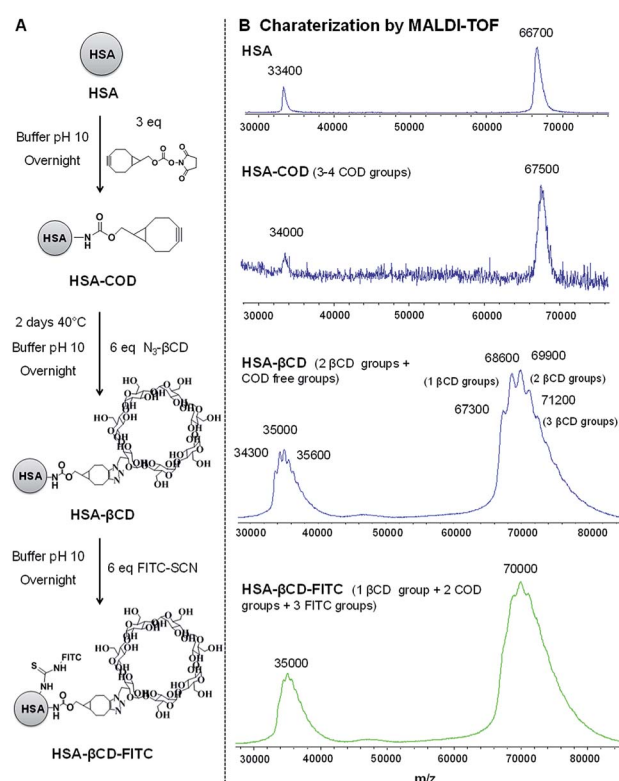 A
HSA
HSA
Buffer pH 10
Overnight
3 eq
HSA
HSA-COD
2 days 40°C
Buffer pH 10
Overnight
6 eq N3-βCD
HSA
HSA-βCD
Buffer pH 10
Overnight
6 eq FITC-SCN
FITC
HSA
HSA-βCD-FITC
B Charaterization by MALDI-TOF
HSA
33400
66700
30000 40000 50000 60000 70000
HSA-COD (3-4 COD groups)
34000
67500
30000 40000 50000 60000 70000
HSA-βCD (2 βCD groups +
COD free groups)
34300
35000
35600
67300
68600
(1 βCD groups)
69900
(2 βCD groups)
71200
(3 βCD groups)
30000 40000 50000 60000 70000 80000
HSA-βCD-FITC (1 βCD group + 2 COD
groups + 3 FITC groups)
35000
70000
30000 40000 50000 60000 70000 80000
m/z